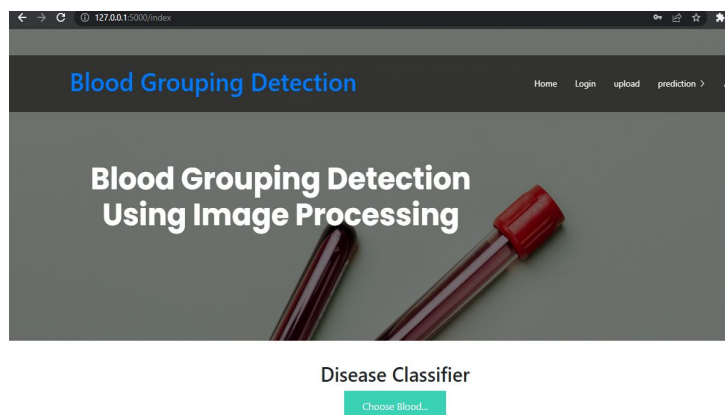 127.0.0.1:5000/index
Blood Grouping Detection
Home Login upload prediction >
Blood Grouping Detection
Using Image Processing
Disease Classifier
Choose Blood...